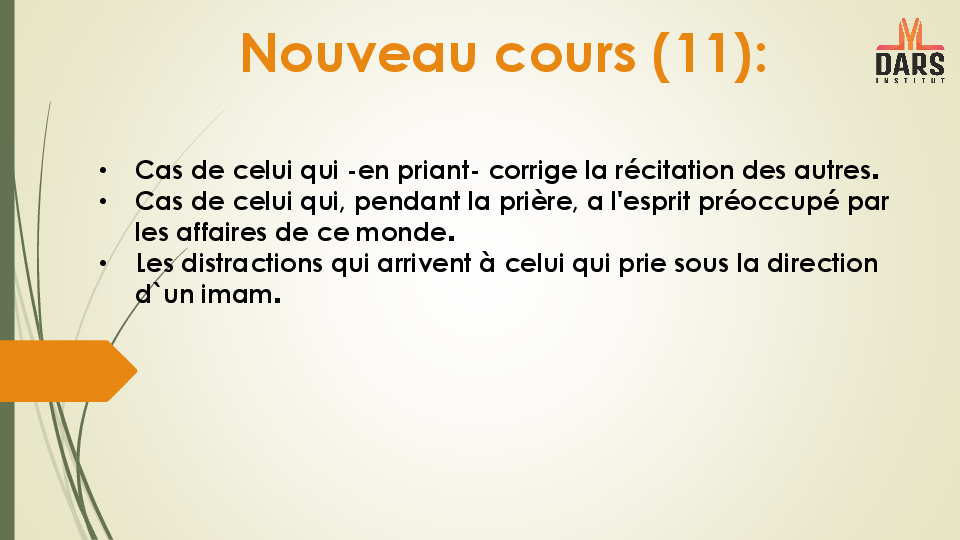 Nouveau cours (11):
DARS
INSTITUT
• Cas de celui qui -en priant- corrige la récitation des autres.
• Cas de celui qui, pendant la prière, a l'esprit préoccupé par
les affaires de ce monde.
• Les distractions qui arrivent à celui qui prie sous la direction
d`un imam.